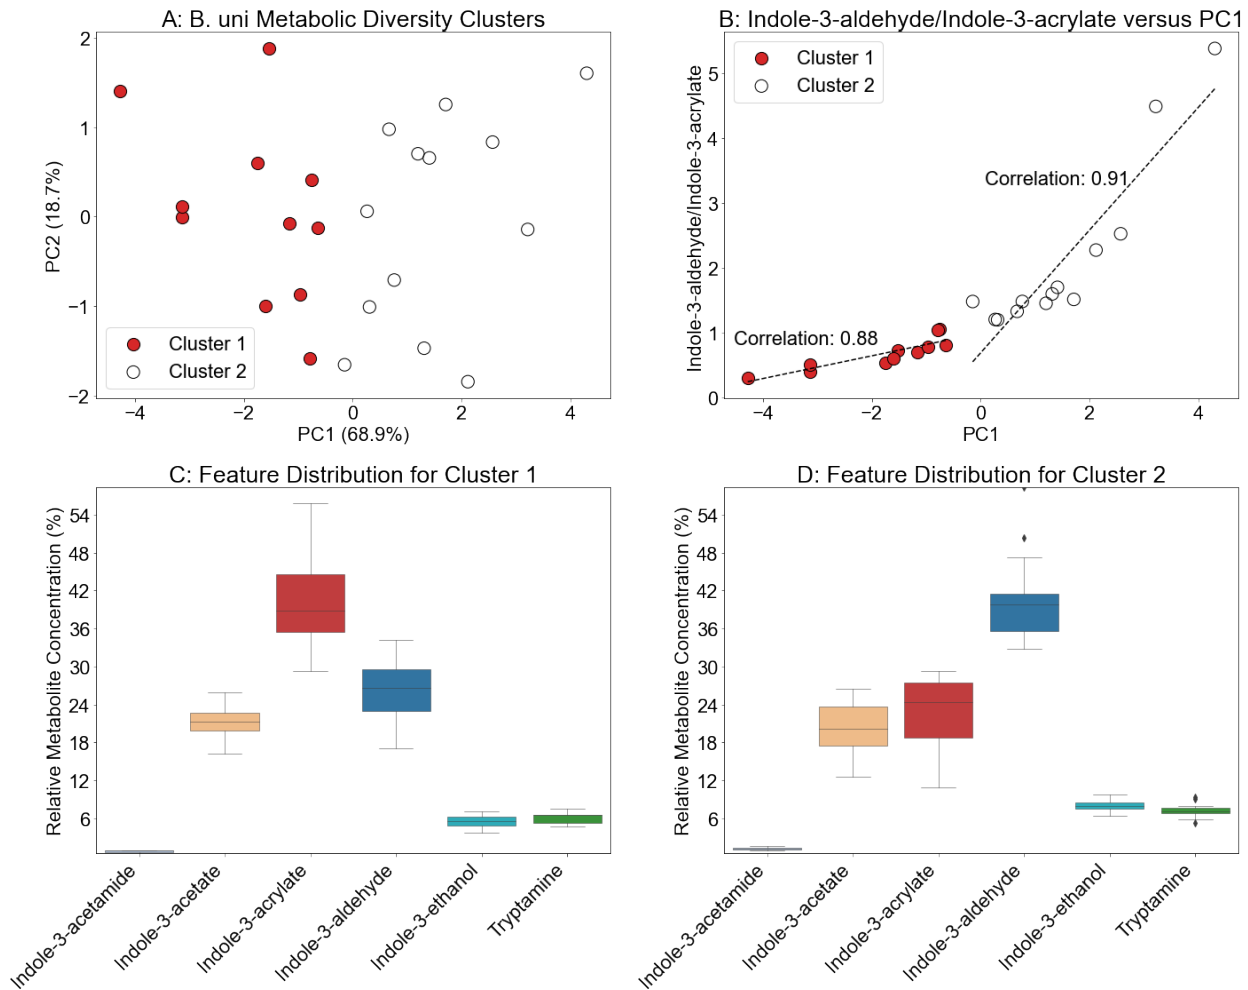 A: B. uni Metabolic Diversity Clusters
2
1
0
−1
−2
PC2 (18.7%)
Cluster 1
Cluster 2
−4
−2
0
2
4
PC1 (68.9%)
B: Indole-3-aldehyde/Indole-3-acrylate versus PC1
Cluster 1
Cluster 2
5
4
3
2
1
0
Indole-3-aldehyde/Indole-3-acrylate
Correlation: 0.91
Correlation: 0.88
−4
−2
0
2
4
PC1
C: Feature Distribution for Cluster 1
54
48
42
36
30
24
18
12
6
Relative Metabolite Concentration (%)
Indole-3-acetamide
Indole-3-acetate
Indole-3-acrylate
Indole-3-aldehyde
Indole-3-ethanol
Tryptamine
D: Feature Distribution for Cluster 2
54
48
42
36
30
24
18
12
6
Relative Metabolite Concentration (%)
Indole-3-acetamide
Indole-3-acetate
Indole-3-acrylate
Indole-3-aldehyde
Indole-3-ethanol
Tryptamine